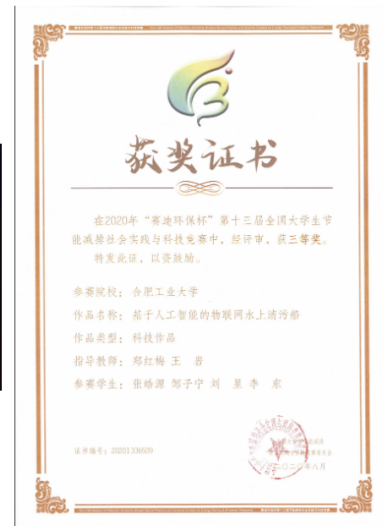 获奖证书
在2020年“赛迪环保杯”第十三届全国大学生节
能减排社会实践与科技竞赛中，经评审，获三等奖。
特发此证，以资鼓励。
参赛院校：合肥工业大学
作品名称：基于人工智能的物联网水上清污船
作品类型：科技作品
指导教师：郑红梅 王 岩
参赛学生：张皓源 邹子宁 刘 星 李 东
证书编号：20201336D9
二〇二〇年八月